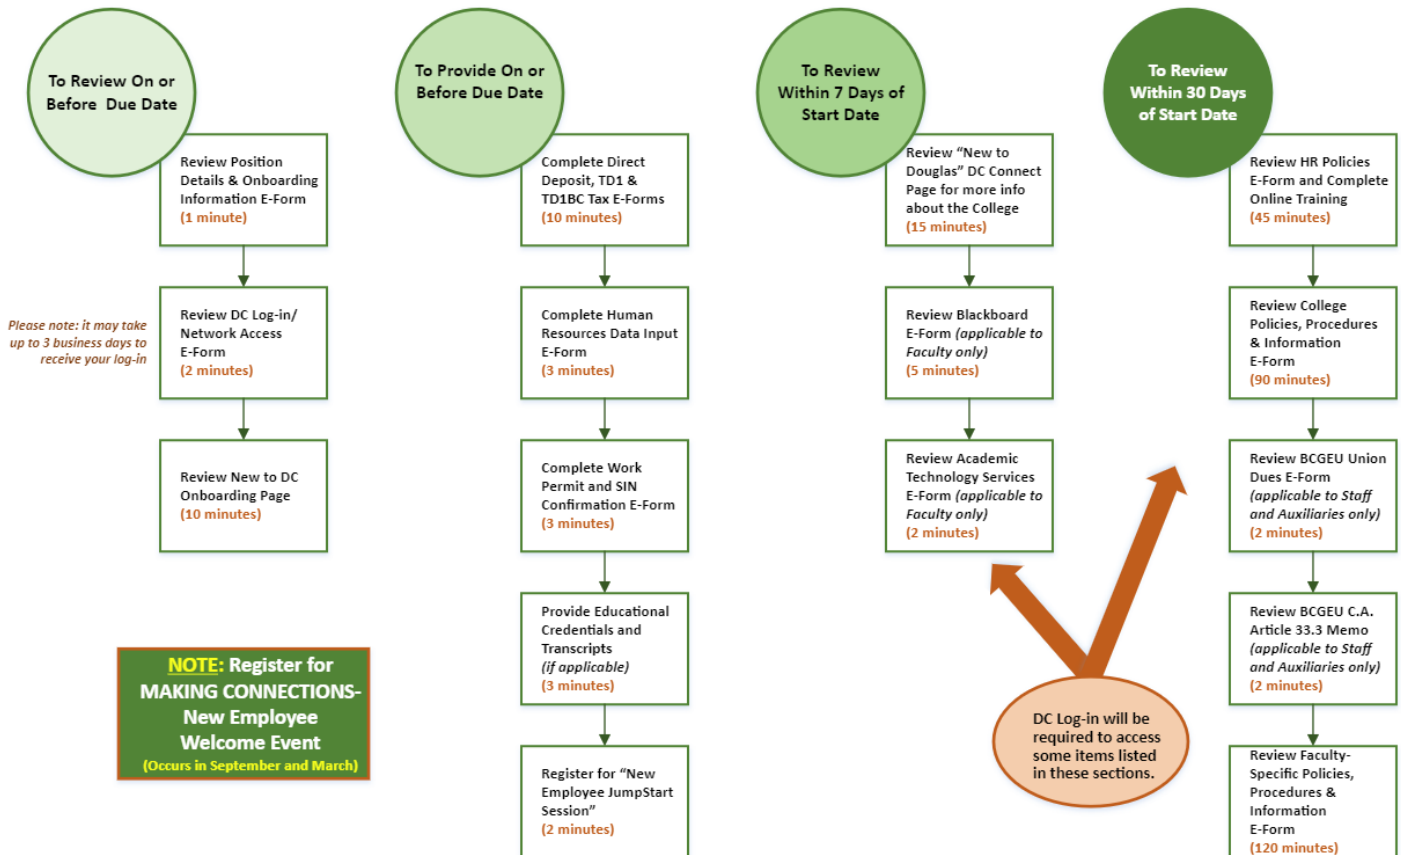 To Review On or
Before Due Date
Review Position
Details & Onboarding
Information E-Form
(1 minute)
Please note: it may take
up to 3 business days to
receive your log-in
Review DC Log-in/
Network Access
E-Form
(2 minutes)
Review New to DC
Onboarding Page
(10 minutes)
NOTE: Register for
MAKING CONNECTIONS-
New Employee
Welcome Event
(Occurs in September and March)
To Provide On or
Before Due Date
Complete Direct
Deposit, TD1 &
TD1BC Tax E-Forms
(10 minutes)
Complete Human
Resources Data Input
E-Form
(3 minutes)
Complete Work
Permit and SIN
Confirmation E-Form
(3 minutes)
Provide Educational
Credentials and
Transcripts
(if applicable)
(3 minutes)
Register for “New
Employee JumpStart
Session”
(2 minutes)
To Review
Within 7 Days of
Start Date
Review “New to
Douglas” DC Connect
Page for more info
about the College
(15 minutes)
Review Blackboard
E-Form (applicable to
Faculty only)
(5 minutes)
Review Academic
Technology Services
E-Form (applicable to
Faculty only)
(2 minutes)
DC Log-in will be
required to access
some items listed
in these sections.
To Review
Within 30 Days
of Start Date
Review HR Policies
E-Form and Complete
Online Training
(45 minutes)
Review College
Policies, Procedures
& Information
E-Form
(90 minutes)
Review BCGEU Union
Dues E-Form
(applicable to Staff
and Auxiliaries only)
(2 minutes)
Review BCGEU C.A.
Article 33.3 Memo
(applicable to Staff
and Auxiliaries only)
(2 minutes)
Review Faculty-
Specific Policies,
Procedures &
Information
E-Form
(120 minutes)